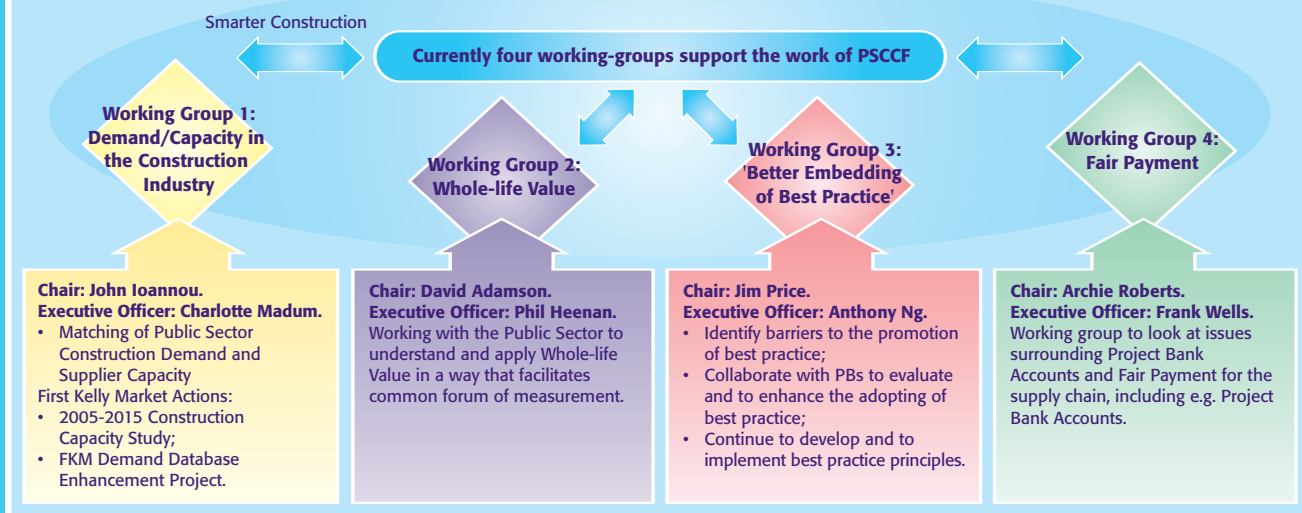 Smarter Construction
Currently four working-groups support the work of PSCCF
Working Group 1:
Demand/Capacity in
the Construction
Industry
Working Group 2:
Whole-life Value
Working Group 3:
'Better Embedding
of Best Practice'
Working Group 4:
Fair Payment
Chair: John Ioannou.
Executive Officer: Charlotte Madum.
• Matching of Public Sector
Construction Demand and
Supplier Capacity
First Kelly Market Actions:
• 2005-2015 Construction
Capacity Study;
• FKM Demand Database
Enhancement Project.
Chair: David Adamson.
Executive Officer: Phil Heenan.
Working with the Public Sector to
understand and apply Whole-life
Value in a way that facilitates
common forum of measurement.
Chair: Jim Price.
Executive Officer: Anthony Ng.
• Identify barriers to the promotion
of best practice;
• Collaborate with PBs to evaluate
and to enhance the adopting of
best practice;
• Continue to develop and to
implement best practice principles.
Chair: Archie Roberts.
Executive Officer: Frank Wells.
Working group to look at issues
surrounding Project Bank
Accounts and Fair Payment for the
supply chain, including e.g. Project
Bank Accounts.